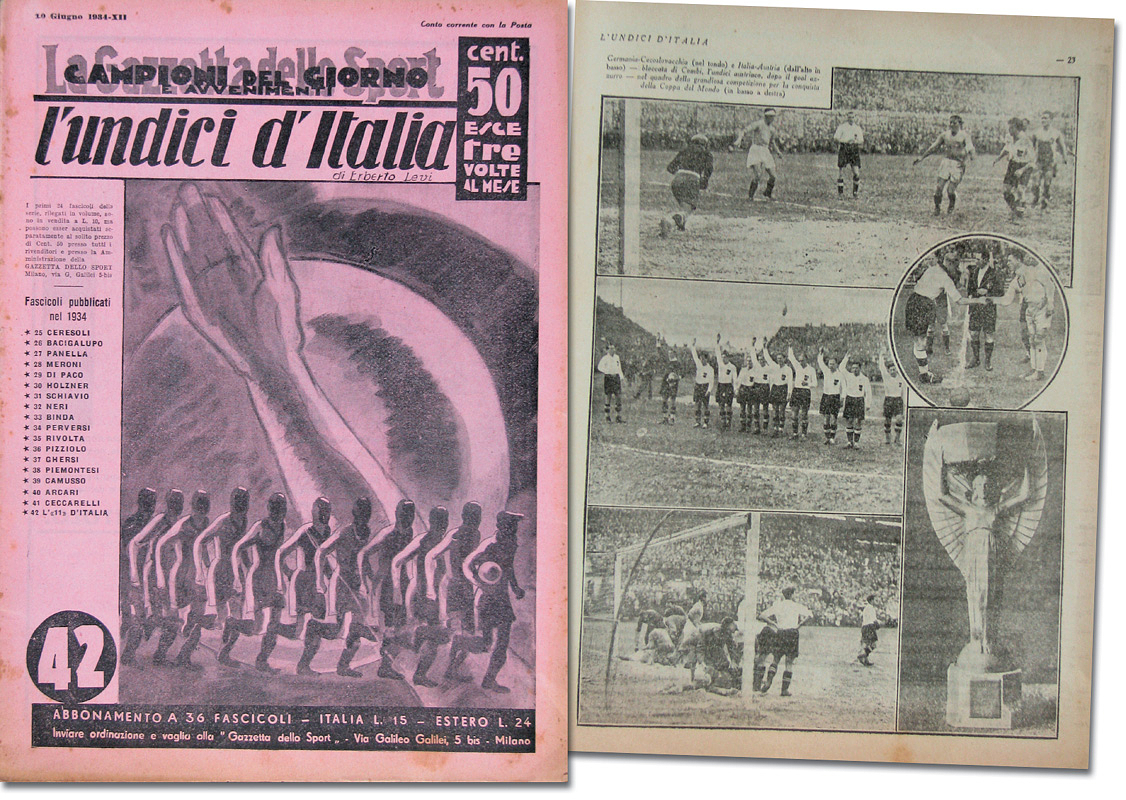 10 Giugno 1934-XII
Conto corrente con la Posta
La Gazzetta dello Sport
CAMPIONI DEL GIORNO
E AVVENIMENTI
l'undici d'Italia
di Erberto Levi
cent.
50
ESCE
tre
VOLTE
AL MESE
I primi 24 fascicoli della
serie, rilegati in volume, so-
no in vendita a L. 10, ma
possono esser acquistati se-
paratamente al solito prezzo
di Cent. 50 presso tutti i
rivenditori e presso la Am-
ministrazione della
GAZZETTA DELLO SPORT
Milano, via G. Galilei 5-bis
Fascicoli pubblicati
nel 1934
★ 25 CERESOLI
★ 26 BACIGALUPO
★ 27 PANELLA
★ 28 MERONI
★ 29 DI PACO
★ 30 HOLZNER
★ 31 SCHIAVIO
★ 32 NERI
★ 33 BINDA
★ 34 PERVERSI
★ 35 RIVOLTA
★ 36 PIZZIOLO
★ 37 GHERSI
★ 38 PIEMONTESI
★ 39 CAMUSSO
★ 40 ARCARI
★ 41 CECCARELLI
★ 42 L'«11» D'ITALIA
42
ABBONAMENTO A 36 FASCICOLI - ITALIA L. 15 - ESTERO L. 24
Inviare ordinazione e vaglia alla "Gazzetta dello Sport„ - Via Galileo Galilei, 5 bis - Milano
L'UNDICI D'ITALIA
— 23
Germania-Cecoslovacchia (nel tondo) e Italia-Austria (dall'alto in
basso) — bloccata di Combi, l'undici austriaco, dopo il goal az-
zurro — nel quadro della grandiosa competizione per la conquista
della Coppa del Mondo (in basso a destra)